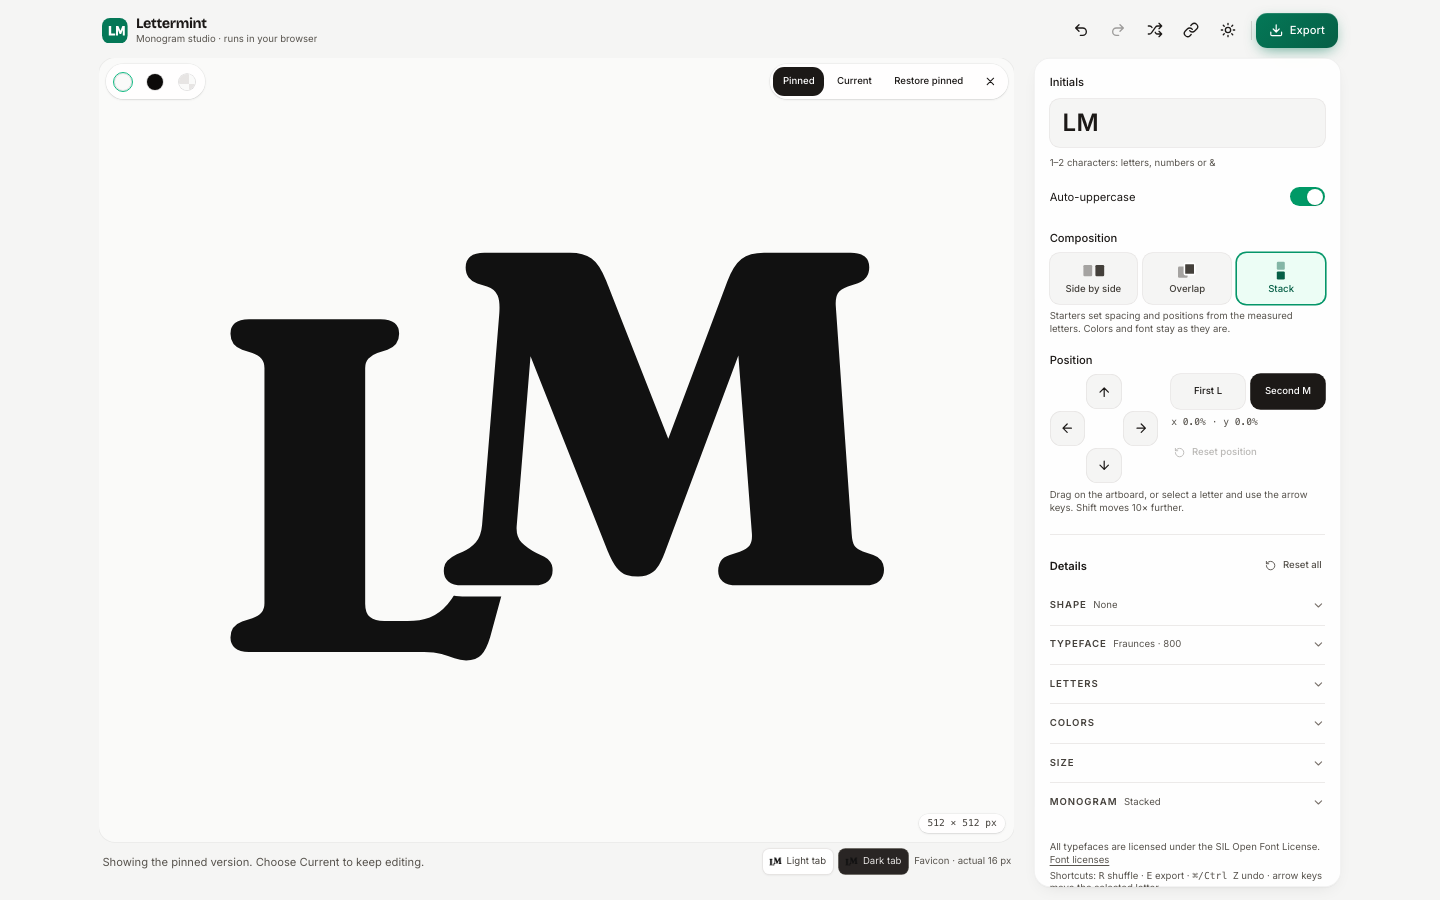 LM
Lettermint
Monogram studio · runs in your browser
Export
Pinned
Current
Restore pinned
LM
512 × 512 px
Showing the pinned version. Choose Current to keep editing.
LM Light tab
LM Dark tab
Favicon · actual 16 px
Initials
LM
1–2 characters: letters, numbers or &
Auto-uppercase
Composition
Side by side
Overlap
Stack
Starters set spacing and positions from the measured
letters. Colors and font stay as they are.
Position
First L
Second M
x 0.0% · y 0.0%
Reset position
Drag on the artboard, or select a letter and use the arrow
keys. Shift moves 10× further.
Details
Reset all
SHAPE None
TYPEFACE Fraunces · 800
LETTERS
COLORS
SIZE
MONOGRAM Stacked
All typefaces are licensed under the SIL Open Font License.
Font licenses
Shortcuts: R shuffle · E export · ⌘/Ctrl Z undo · arrow keys
move the selected letter